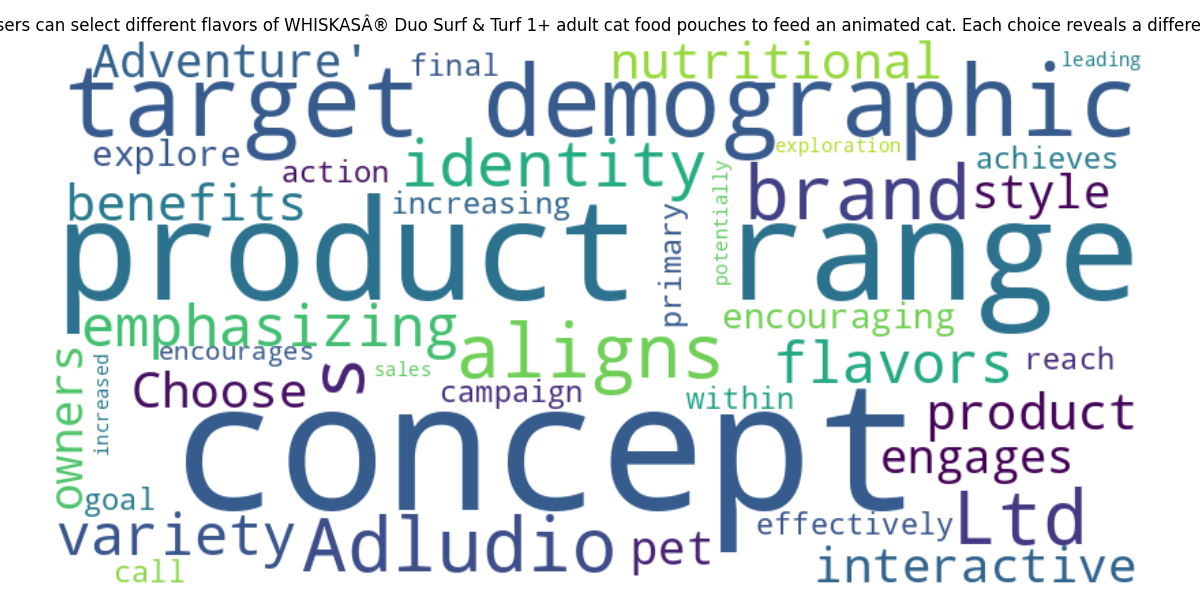 sers can select different flavors of WHISKASÂ® Duo Surf & Turf 1+ adult cat food pouches to feed an animated cat. Each choice reveals a differe
Adventure'
final
nutritional
leading
target demographic
explore
action
identity
exploration
achieves
benefits
increasing
primary
potentially
brand
style
product range
emphasizing
encouraging
encourages
aligns
flavors
reach
owners
increased
Choose
s
sales
campaign
within
product
concept
engages
goal
variety
Adludio
pet
effectively
Ltd
call
interactive